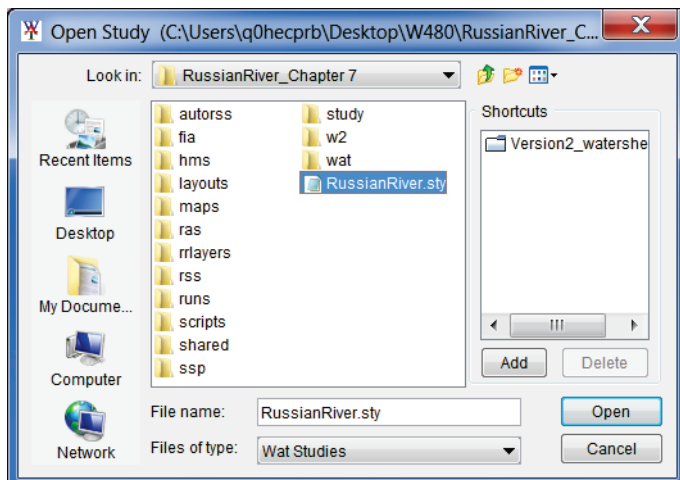 Open Study (C:\Users\q0hecprb\Desktop\W480\RussianRiver_C...
Look in: RussianRiver_Chapter 7
Recent Items
Desktop
My Docume...
Computer
Network
autorss
fia
hms
layouts
maps
ras
rrlayers
rss
runs
scripts
shared
ssp
study
w2
wat
RussianRiver.sty
Shortcuts
Version2_watershe
Add Delete
File name: RussianRiver.sty Open
Files of type: Wat Studies Cancel